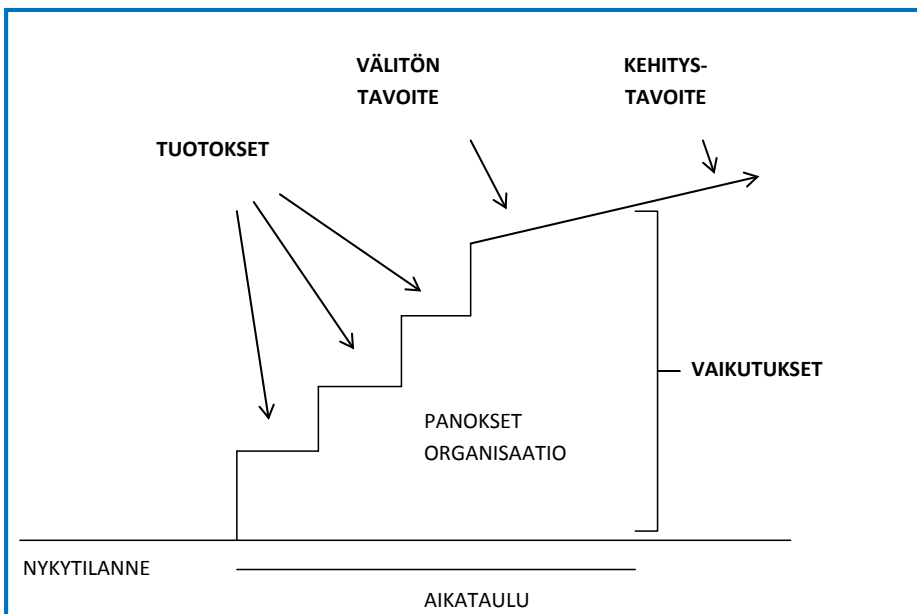 VÄLITÖN
TAVOITE
KEHITYS-
TAVOITE
TUOTOKSET
VAIKUTUKSET
PANOKSET
ORGANISAATIO
NYKYTILANNE
AIKATAULU